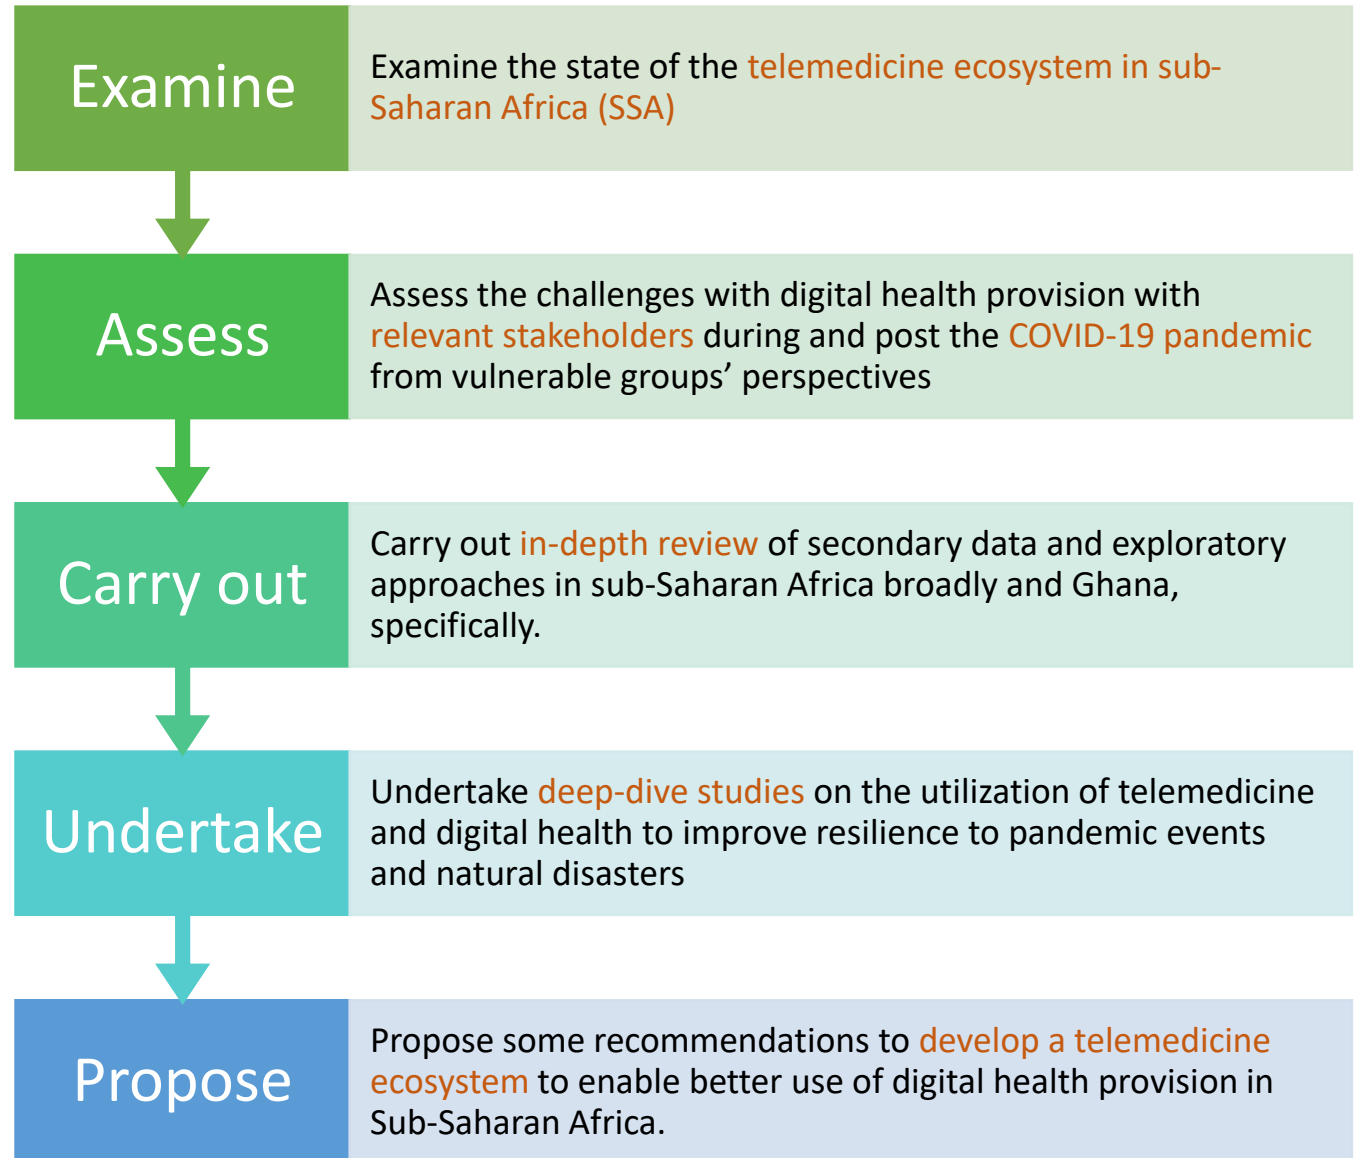 Examine
Examine the state of the telemedicine ecosystem in sub-
Saharan Africa (SSA)
Assess
Assess the challenges with digital health provision with
relevant stakeholders during and post the COVID-19 pandemic
from vulnerable groups’ perspectives
Carry out
Carry out in-depth review of secondary data and exploratory
approaches in sub-Saharan Africa broadly and Ghana,
specifically.
Undertake
Undertake deep-dive studies on the utilization of telemedicine
and digital health to improve resilience to pandemic events
and natural disasters
Propose
Propose some recommendations to develop a telemedicine
ecosystem to enable better use of digital health provision in
Sub-Saharan Africa.